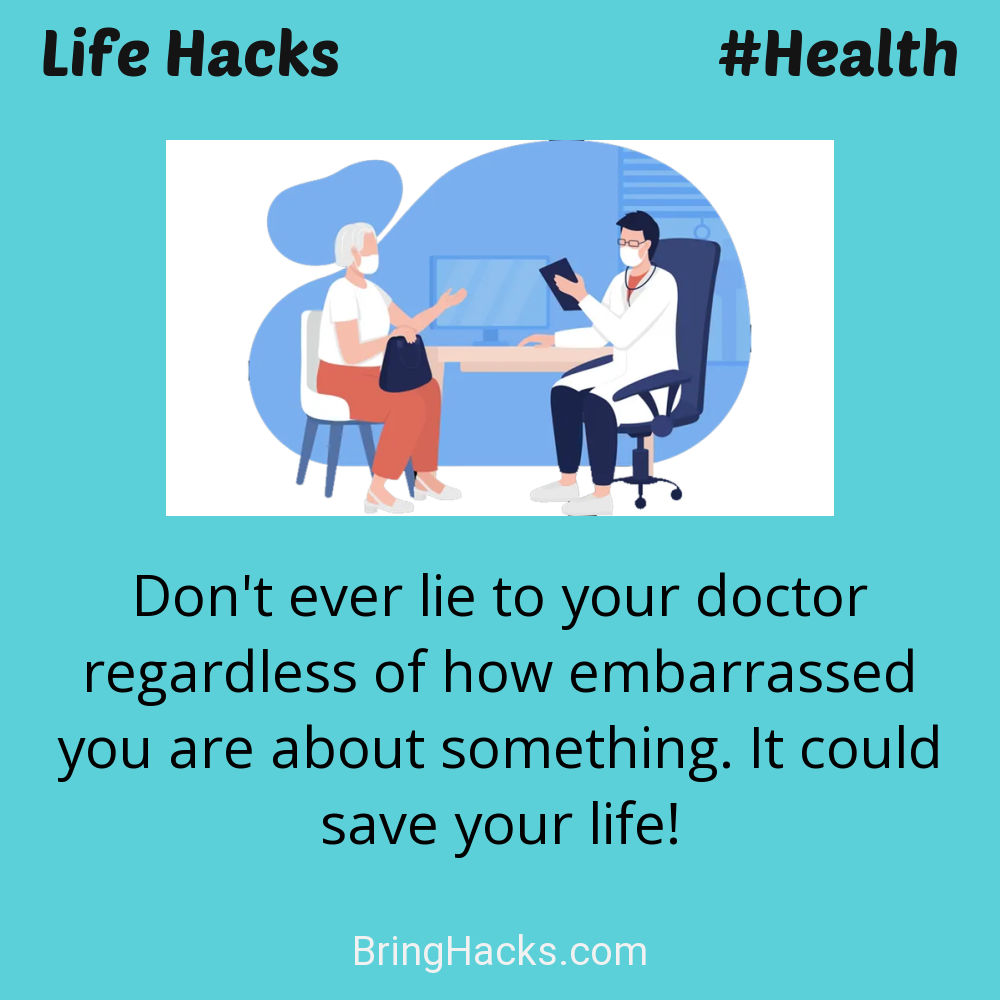 Life Hacks
#Health
Don't ever lie to your doctor
regardless of how embarrassed
you are about something. It could
save your life!
BringHacks.com